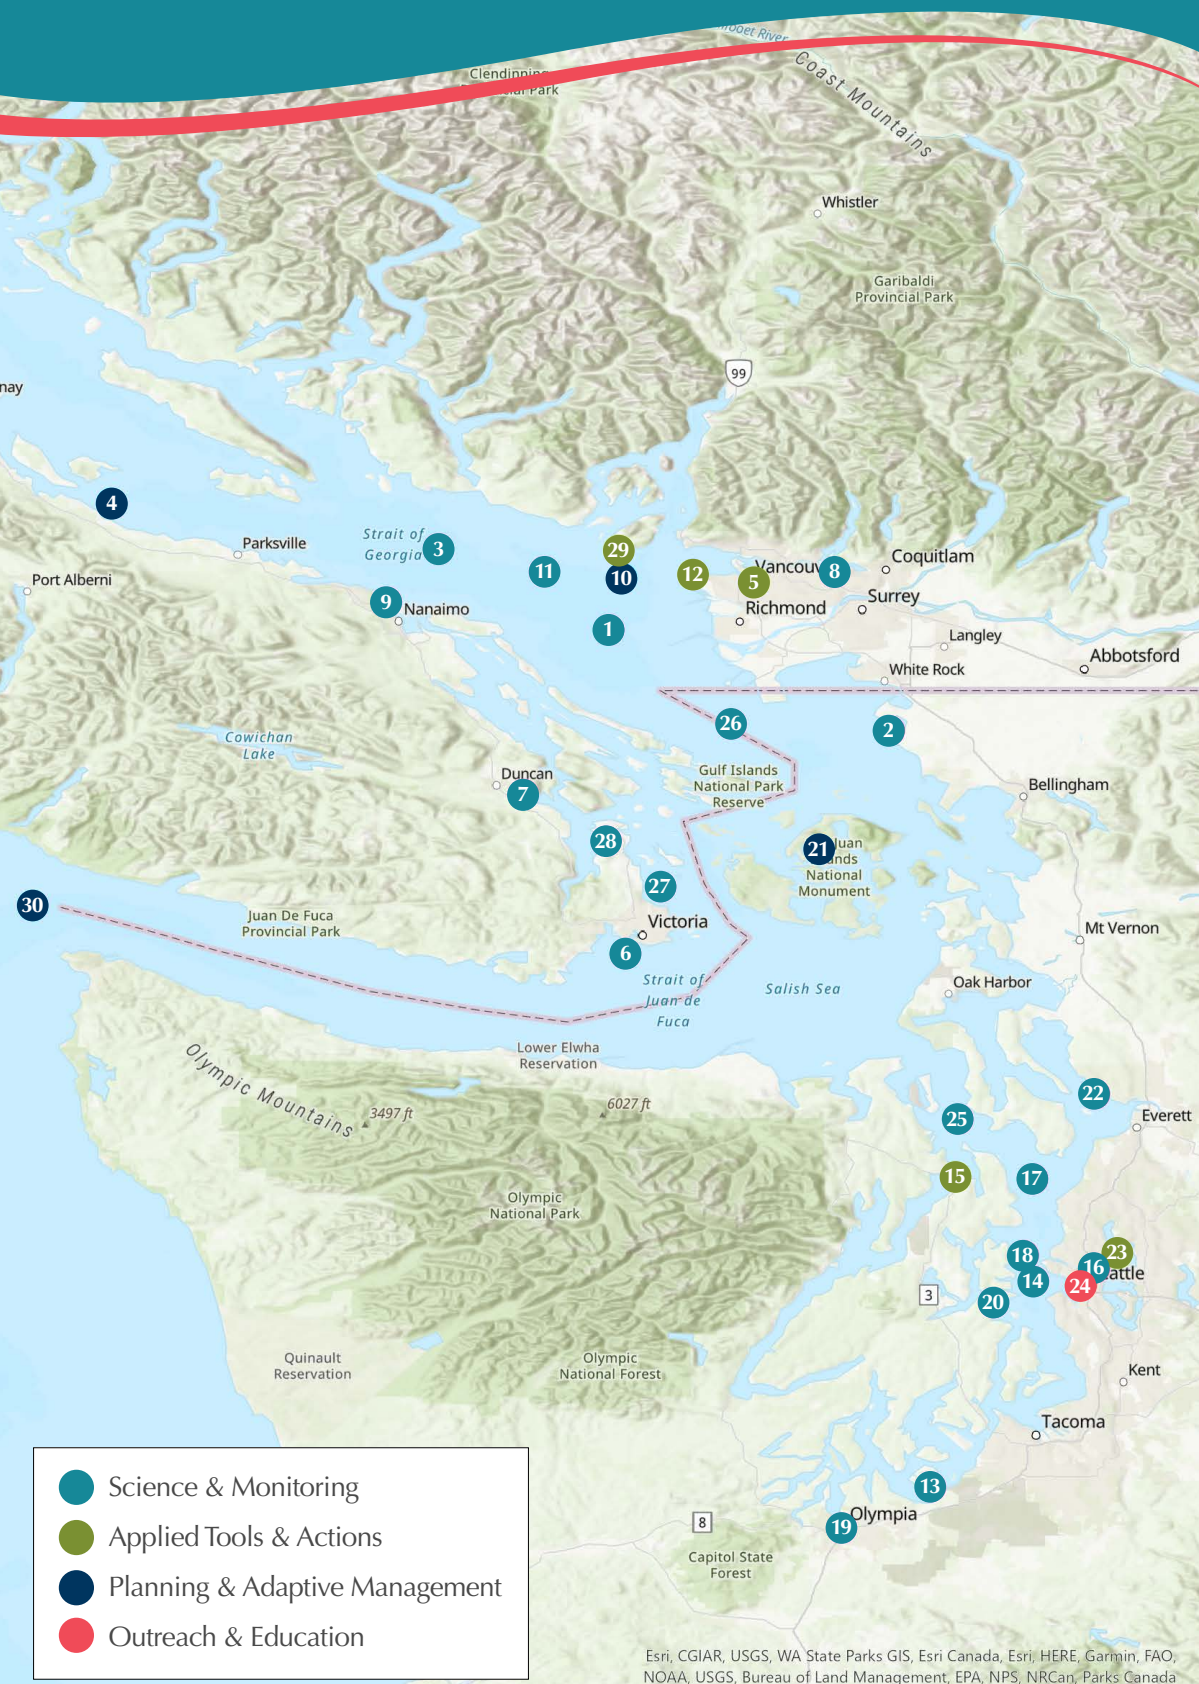 Clendinning
Provincial Park
Coast Mountains
Whistler
Garibaldi
Provincial Park
99
nay
4
Parksville
Strait of
Georgia
3
11
29
10
12
5
8
Coquitlam
Port Alberni
9
Nanaimo
1
Richmond
Surrey
Langley
Abbotsford
White Rock
26
2
Cowichan
Lake
Duncan
7
Gulf Islands
National Park
Reserve
Bellingham
28
21
Juan
ands
National
Monument
27
30
Juan De Fuca
Provincial Park
Victoria
6
Mt Vernon
Strait of
Juan de
Fuca
Salish Sea
Oak Harbor
Lower Elwha
Reservation
Olympic Mountains
3497 ft
6027 ft
22
25
Everett
15
17
Olympic
National Park
18
23
16
attle
14
24
20
3
Quinault
Reservation
Olympic
National Forest
Kent
Tacoma
13
Olympia
19
8
Capitol State
Forest
Science & Monitoring
Applied Tools & Actions
Planning & Adaptive Management
Outreach & Education
Esri, CGIAR, USGS, WA State Parks GIS, Esri Canada, Esri, HERE, Garmin, FAO,
NOAA, USGS, Bureau of Land Management, EPA, NPS, NRCan, Parks Canada